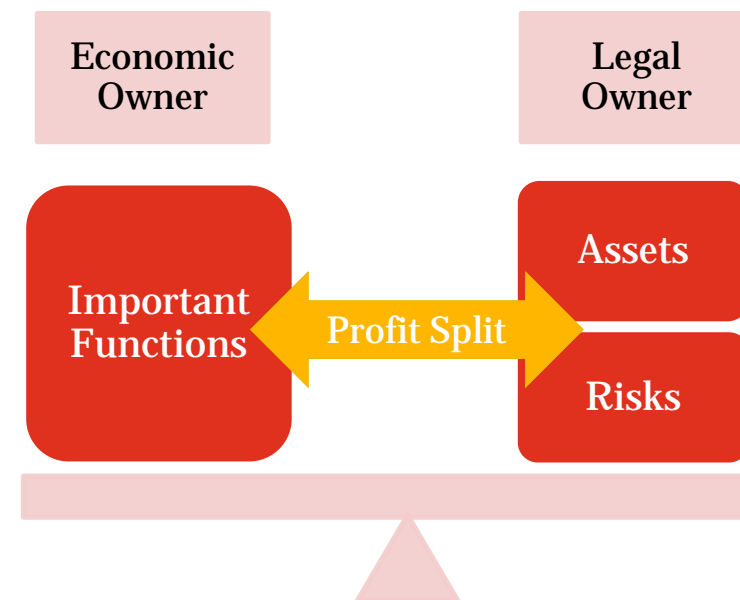 Economic
Owner
Legal
Owner
Important
Functions
Profit Split
Assets
Risks